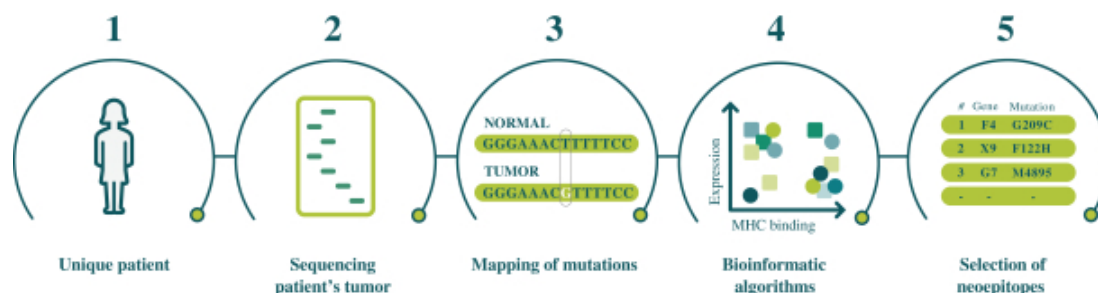 1
2
3
4
5
NORMAL
GGGAAACTTTTTCC
TUMOR
GGGAAACGTTTTCC
Expression
MHC binding
# Gene Mutation
1 F4 G209C
2 X9 F122H
3 G7 M4895
- - -
Unique patient
Sequencing
patient's tumor
Mapping of mutations
Bioinformatic
algorithms
Selection of
neoepitopes